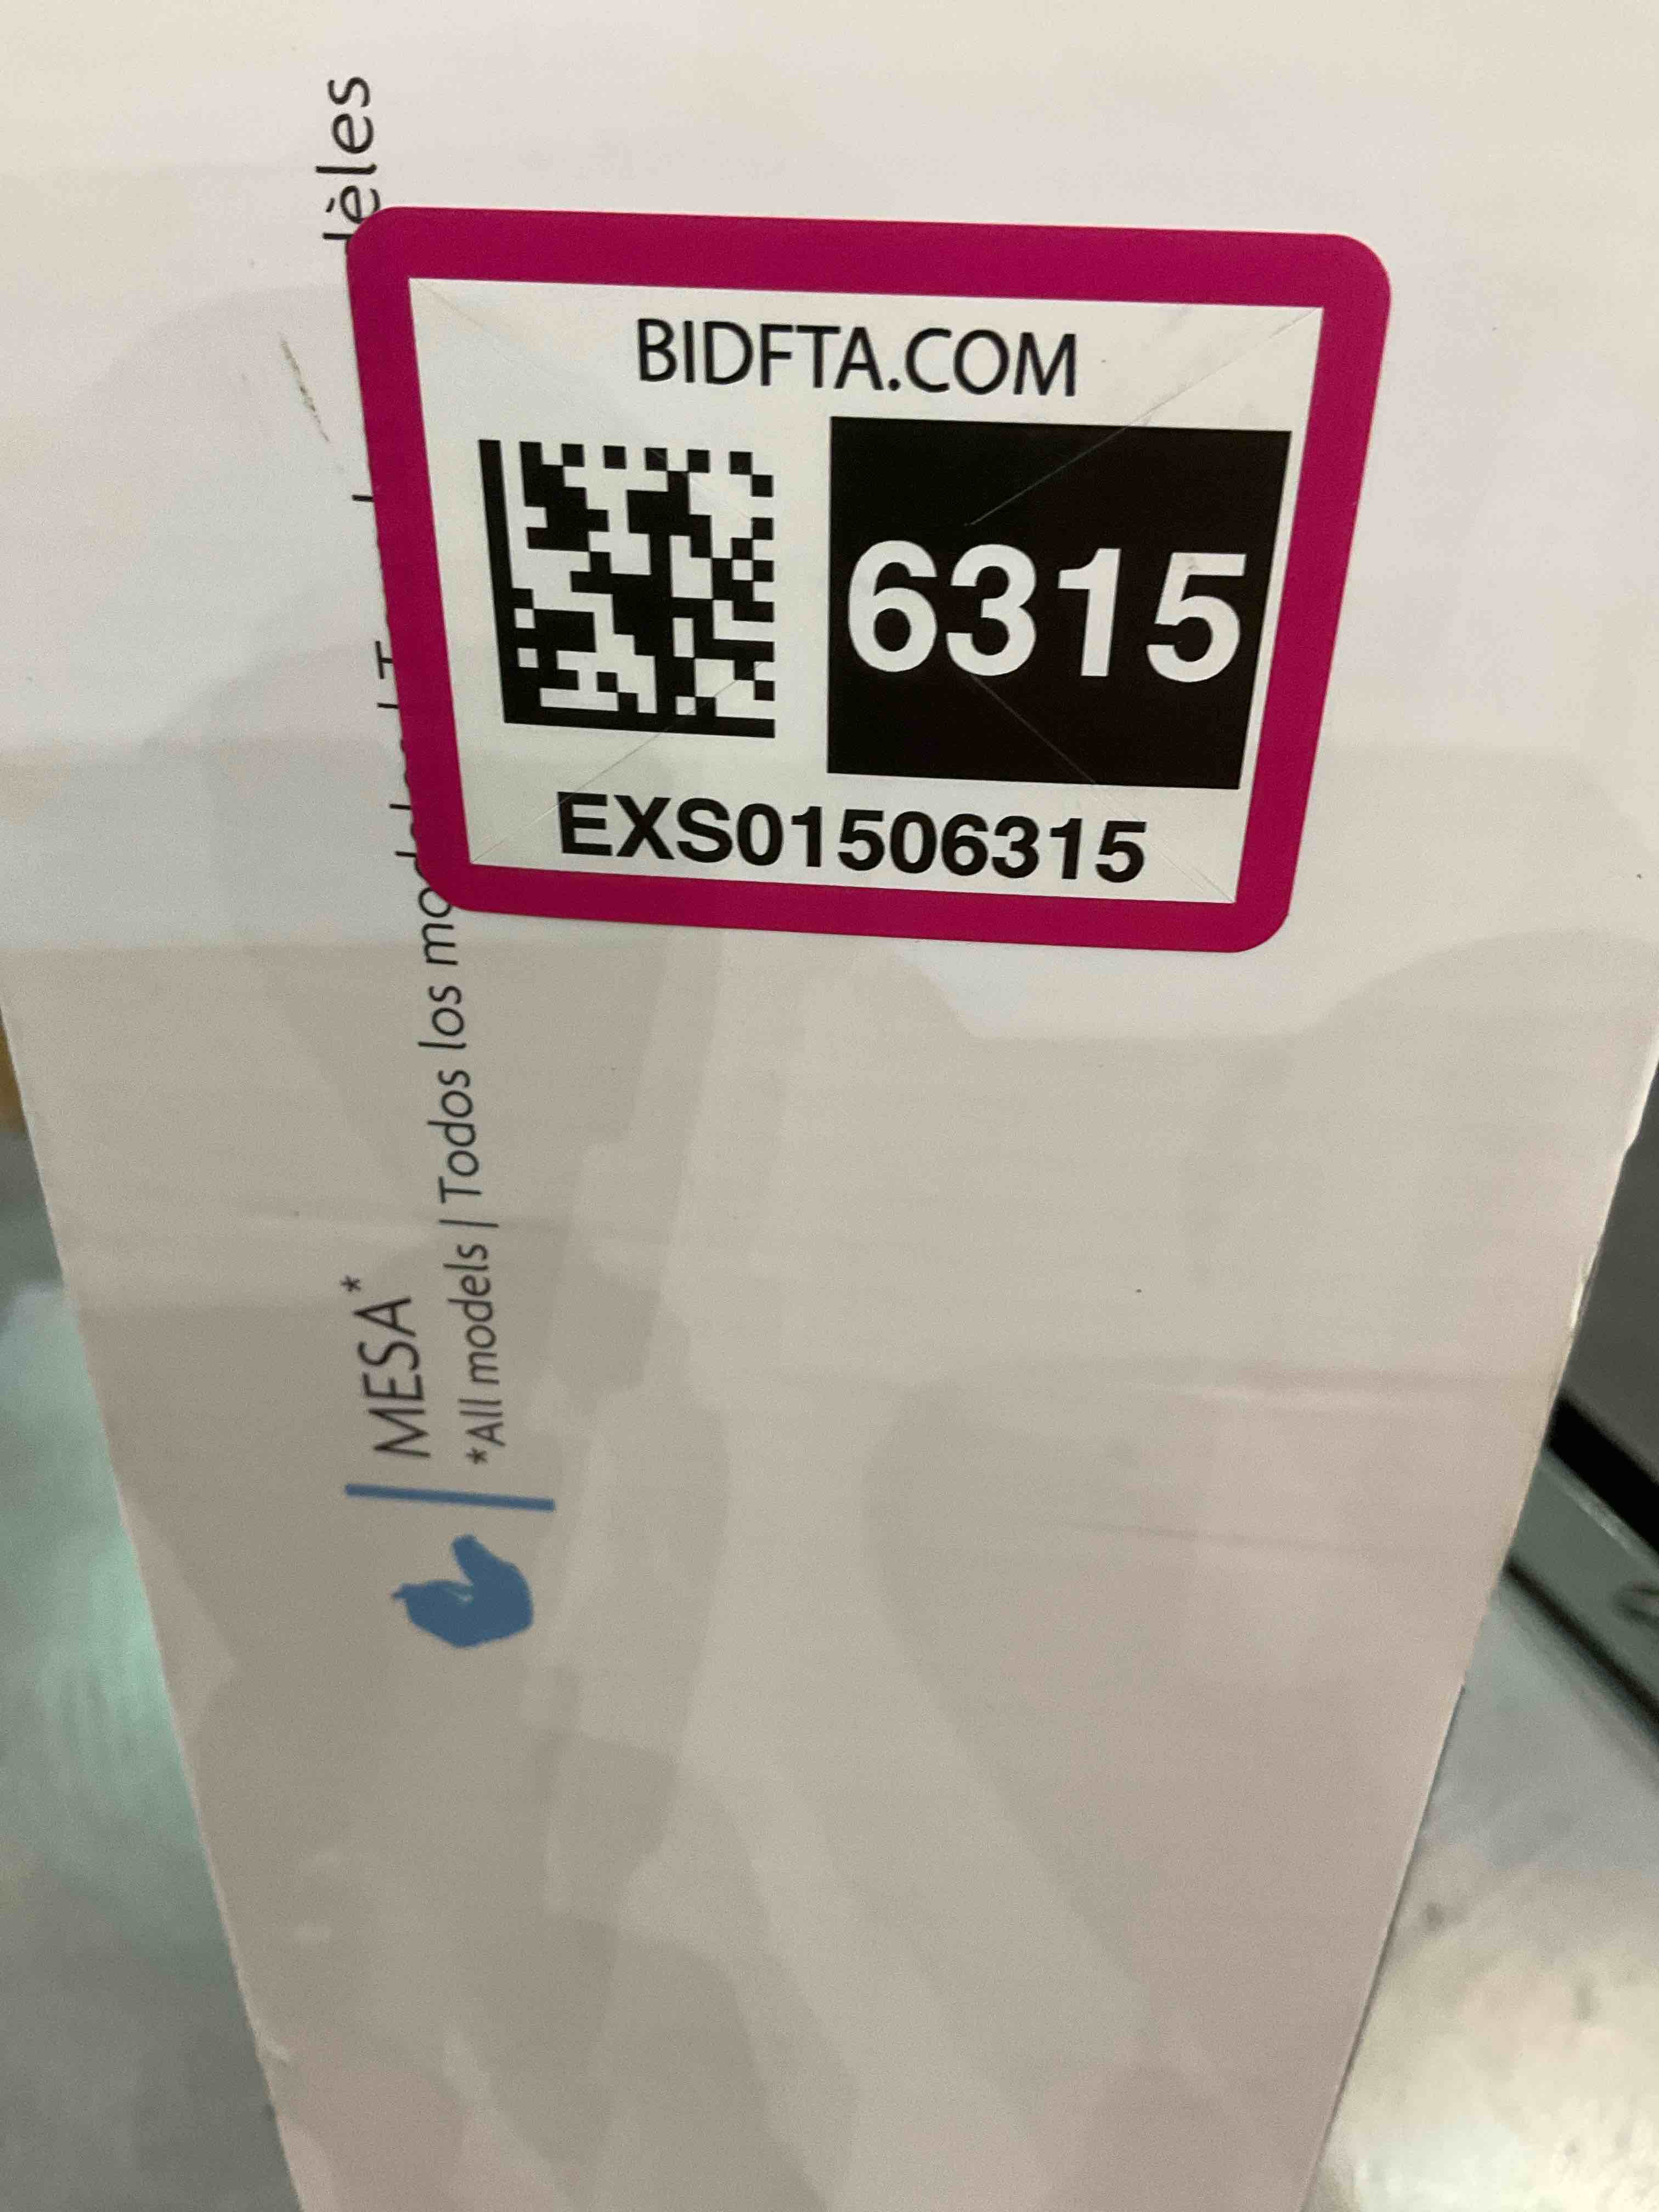 BIDFTA.COM
6315
EXS01506315
MESA*
*All models | Todos los